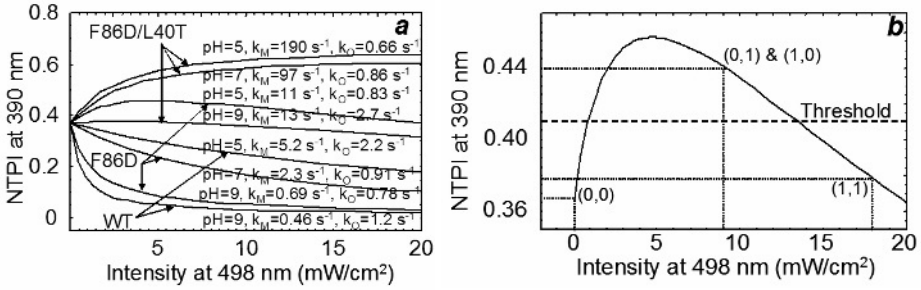 a
F86D/L40T
pH=5, kM=190 s-1, kO=0.66 s-1
pH=7, kM=97 s-1, kO=0.86 s-1
pH=5, kM=11 s-1, kO=0.83 s-1
pH=9, kM=13 s-1, kO=2.7 s-1
pH=5, kM=5.2 s-1, kO=2.2 s-1
F86D
pH=7, kM=2.3 s-1, kO=0.91 s-1
pH=9, kM=0.69 s-1, kO=0.78 s-1
WT
pH=9, kM=0.46 s-1, kO=1.2 s-1
NTPI at 390 nm
0.8
0.6
0.4
0.2
0
5
10
15
20
Intensity at 498 nm (mW/cm²)
b
(0,1) & (1,0)
Threshold
(0,0)
(1,1)
NTPI at 390 nm
0.44
0.40
0.36
0
5
10
15
20
Intensity at 498 nm (mW/cm²)